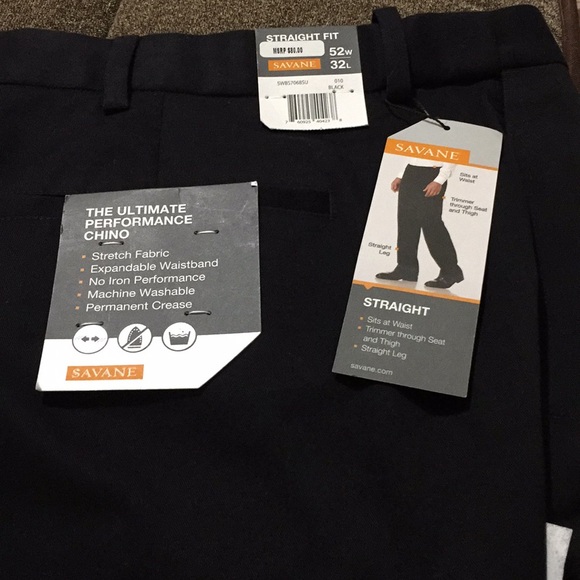 STRAIGHT FIT
MSRP $80.00
52W
SAVANE
32L
010
BLACK
SAVANE
Sits at
Waist
Trimmer
through Seat
and Thigh
Straight
Leg
STRAIGHT
• Sits at Waist
• Trimmer through Seat
and Thigh
• Straight Leg
savane.com
THE ULTIMATE
PERFORMANCE
CHINO
• Stretch Fabric
• Expandable Waistband
• No Iron Performance
• Machine Washable
• Permanent Crease
SAVANE